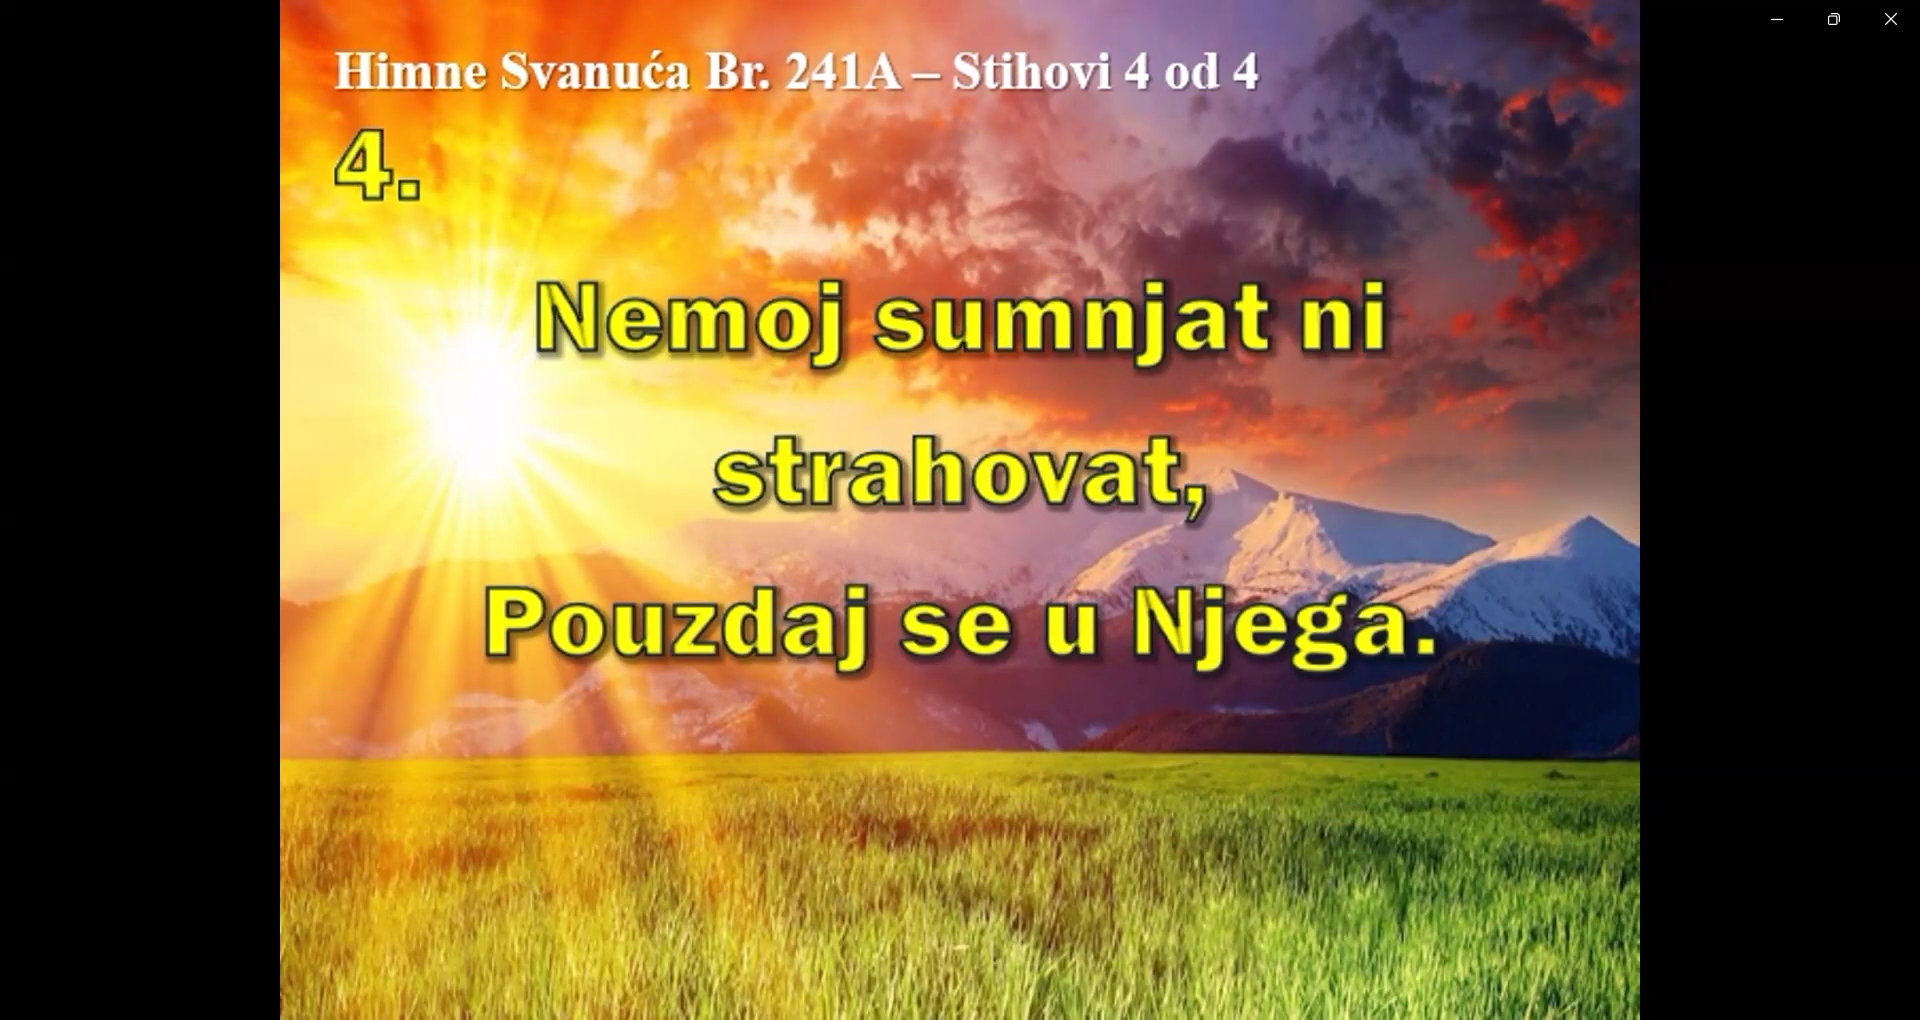 Himne Svanuća Br. 241A – Stihovi 4 od 4
4.
Nemoj sumnjat ni
strahovat,
Pouzdaj se u Njega.